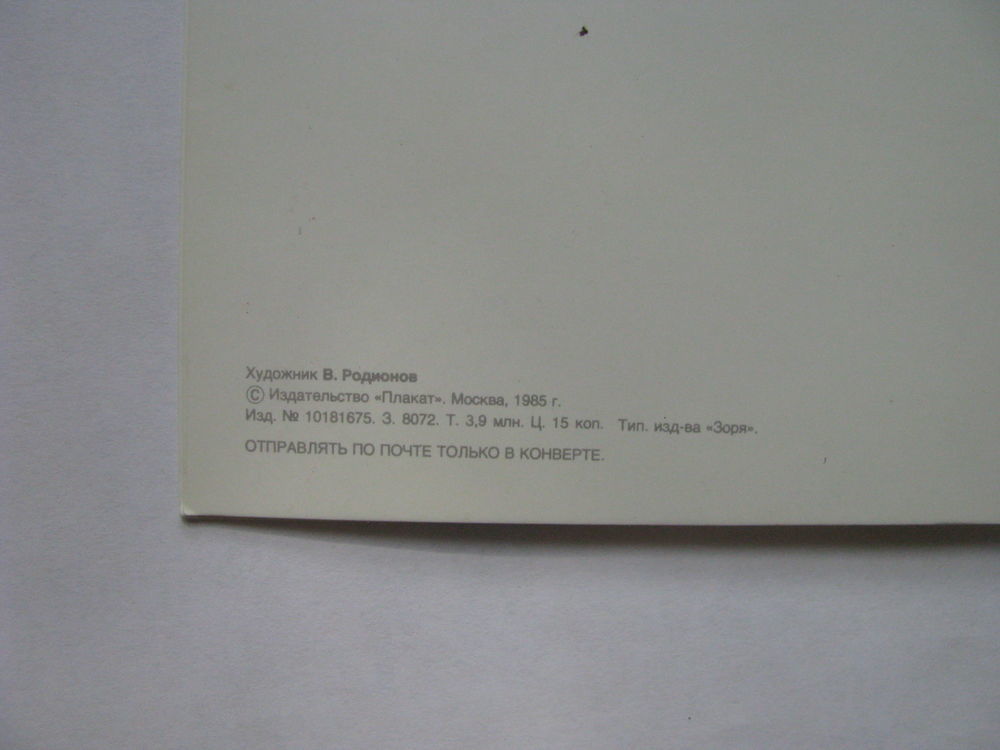 Художник В. Родионов
© Издательство «Плакат». Москва, 1985 г.
Изд. № 10181675. З. 8072. Т. 3,9 млн. Ц. 15 коп. Тип. изд-ва «Зоря».
ОТПРАВЛЯТЬ ПО ПОЧТЕ ТОЛЬКО В КОНВЕРТЕ.